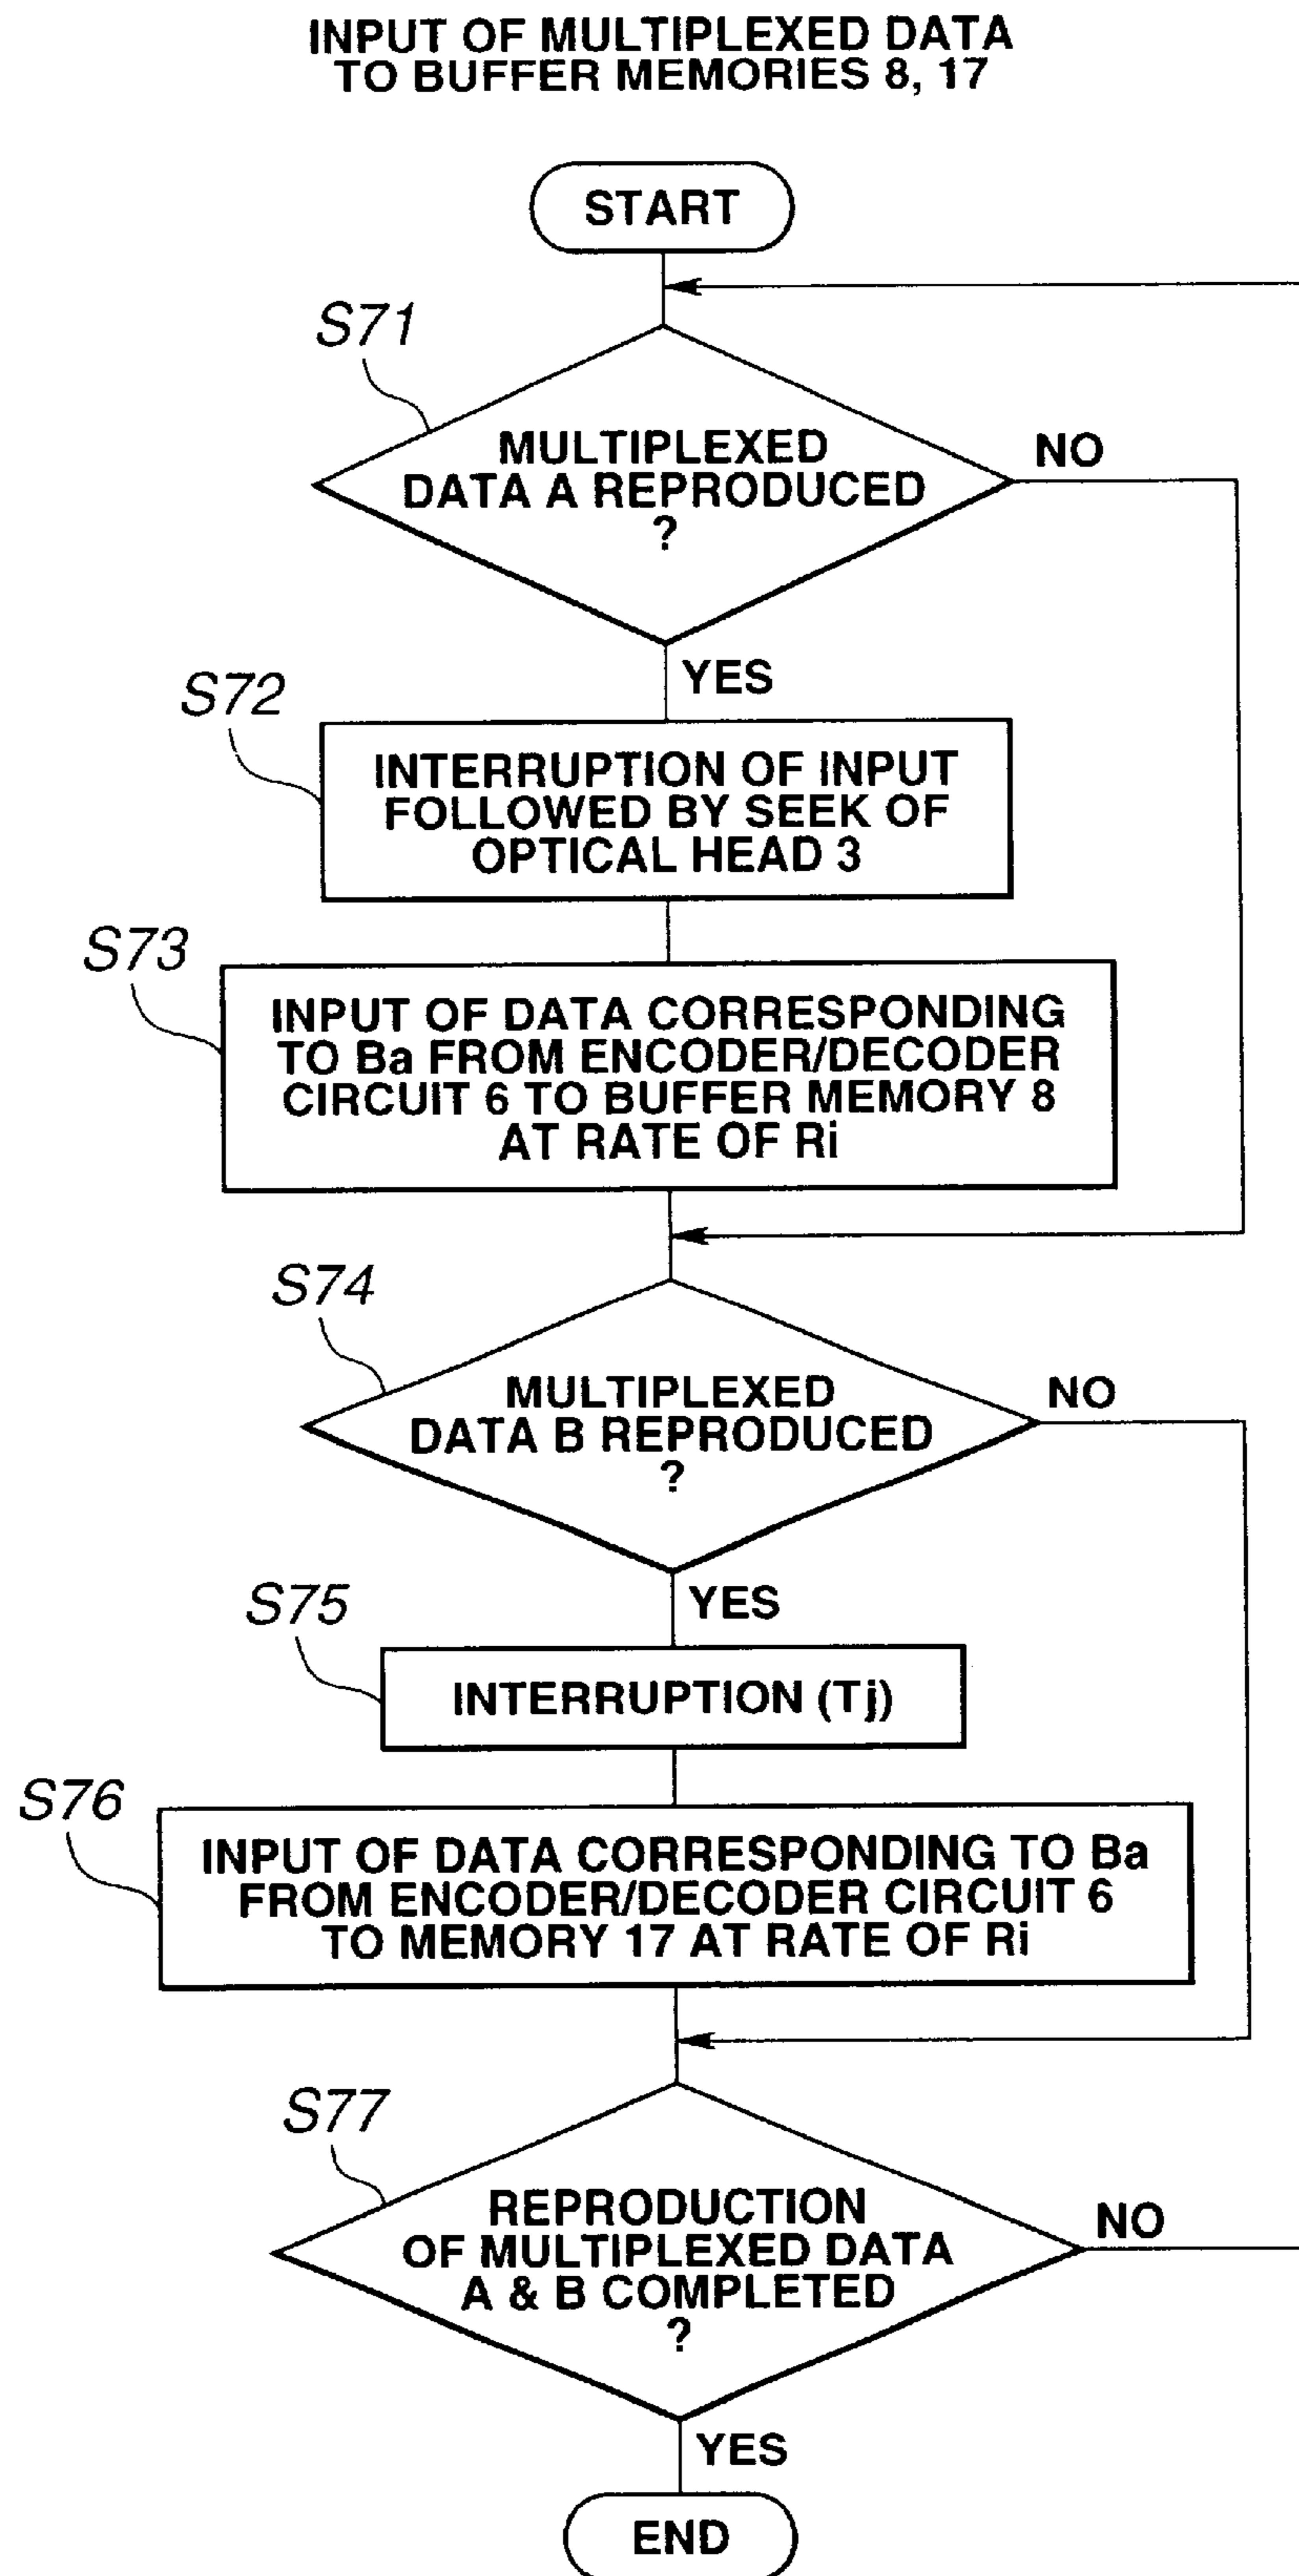 INPUT OF MULTIPLEXED DATA
TO BUFFER MEMORIES 8, 17
START
S71
MULTIPLEXED
DATA A REPRODUCED
?
NO
YES
S72
INTERRUPTION OF INPUT
FOLLOWED BY SEEK OF
OPTICAL HEAD 3
S73
INPUT OF DATA CORRESPONDING
TO Ba FROM ENCODER/DECODER
CIRCUIT 6 TO BUFFER MEMORY 8
AT RATE OF Ri
S74
MULTIPLEXED
DATA B REPRODUCED
?
NO
YES
S75
INTERRUPTION (Tj)
S76
INPUT OF DATA CORRESPONDING TO Ba
FROM ENCODER/DECODER CIRCUIT 6
TO MEMORY 17 AT RATE OF Ri
S77
REPRODUCTION
OF MULTIPLEXED DATA
A & B COMPLETED
?
NO
YES
END